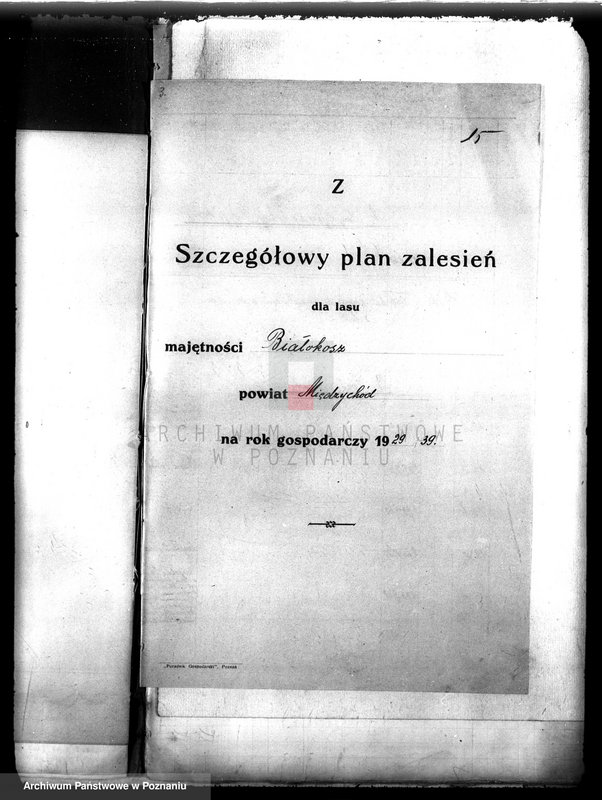 3.
15
Z
Szczegółowy plan zalesień
dla lasu
majętności Białokosz
powiat Międzychód
ARCHIWUM PAŃSTWOWE
na rok gospodarczy 1929/39.
W POZNANIU
„Poradnik Gospodarski”, Poznań
Archiwum Państwowe w Poznaniu